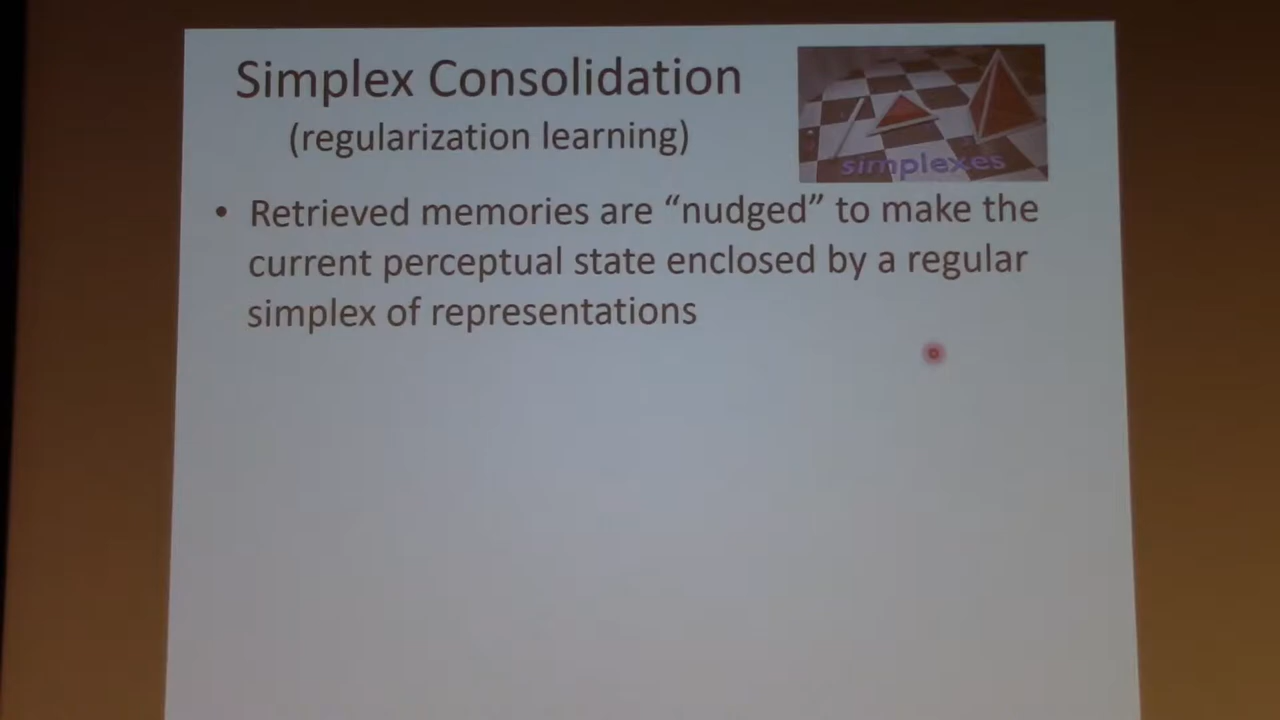 Simplex Consolidation
(regularization learning)
simplexes
• Retrieved memories are “nudged” to make the
current perceptual state enclosed by a regular
simplex of representations